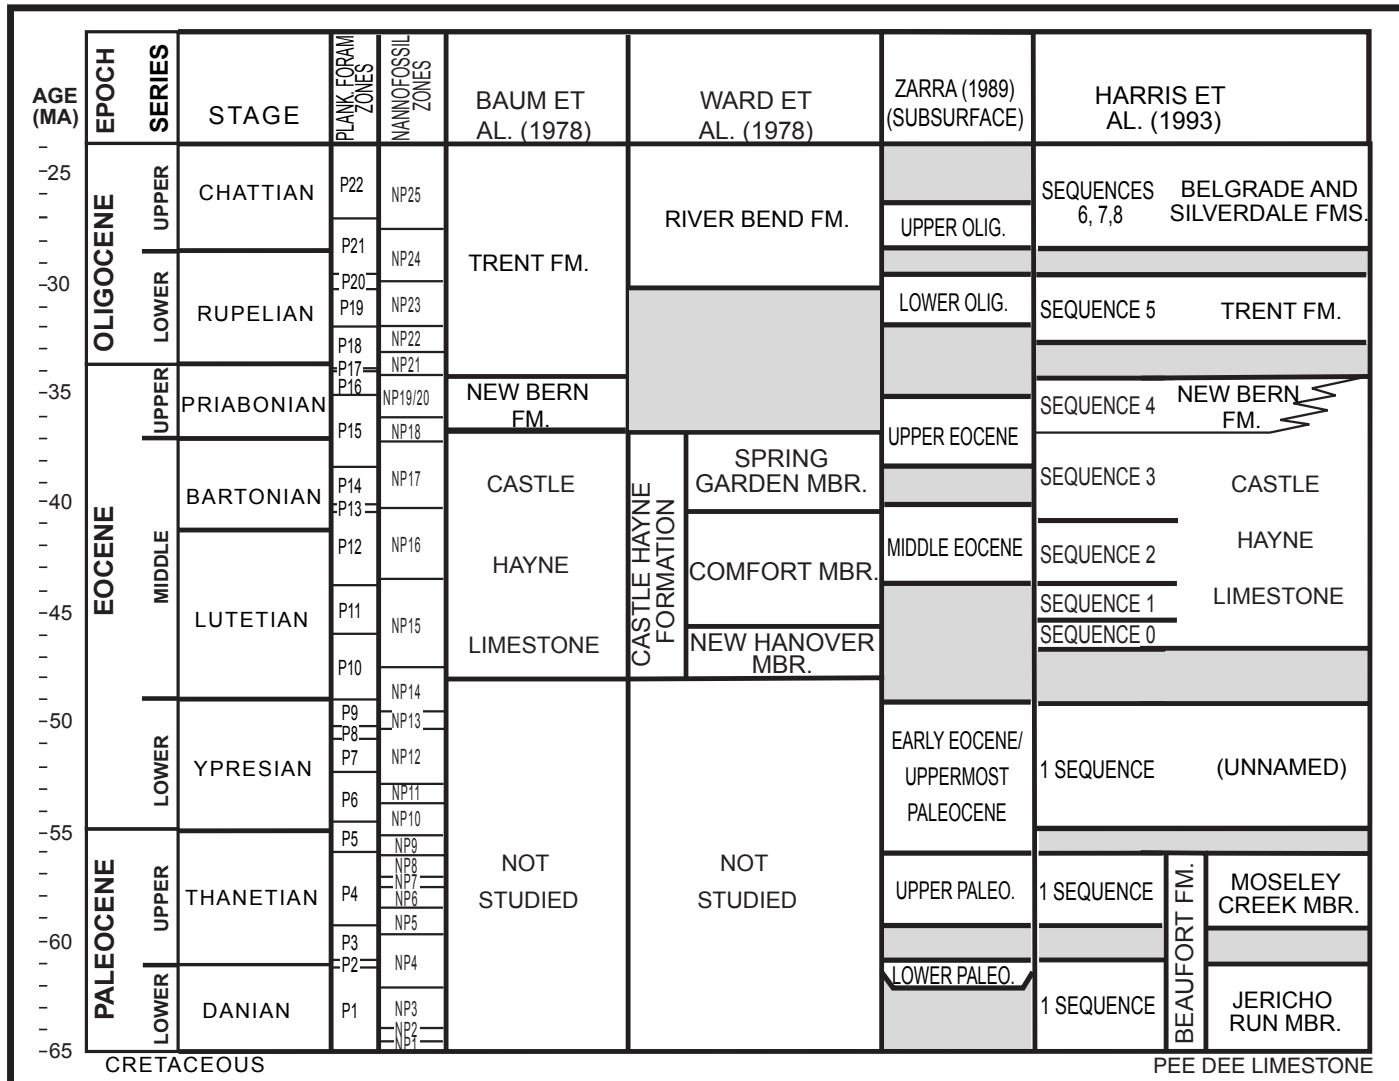 AGE
(MA)
EPOCH
SERIES
STAGE
PLANK. FORAM
ZONES
NANNOFOSSIL
ZONES
BAUM ET
AL. (1978)
WARD ET
AL. (1978)
ZARRA (1989)
(SUBSURFACE)
HARRIS ET
AL. (1993)
-25
-30
-35
-40
-45
-50
-55
-60
-65
OLIGOCENE
EOCENE
PALEOCENE
UPPER
LOWER
UPPER
MIDDLE
LOWER
UPPER
LOWER
CHATTIAN
RUPELIAN
PRIABONIAN
BARTONIAN
LUTETIAN
YPRESIAN
THANETIAN
DANIAN
P22
P21
P20
P19
P18
P17
P16
P15
P14
P13
P12
P11
P10
P9
P8
P7
P6
P5
P4
P3
P2
P1
NP25
NP24
NP23
NP22
NP21
NP19/20
NP18
NP17
NP16
NP15
NP14
NP13
NP12
NP11
NP10
NP9
NP8
NP7
NP6
NP5
NP4
NP3
NP2
NP1
TRENT FM.
NEW BERN
FM.
CASTLE
HAYNE
LIMESTONE
NOT
STUDIED
RIVER BEND FM.
CASTLE HAYNE
FORMATION
SPRING
GARDEN MBR.
COMFORT MBR.
NEW HANOVER
MBR.
NOT
STUDIED
UPPER OLIG.
LOWER OLIG.
UPPER EOCENE
MIDDLE EOCENE
EARLY EOCENE/
UPPERMOST
PALEOCENE
UPPER PALEO.
LOWER PALEO.
SEQUENCES
6, 7,8
BELGRADE AND
SILVERDALE FMS.
SEQUENCE 5
TRENT FM.
SEQUENCE 4
NEW BERN
FM.
SEQUENCE 3
SEQUENCE 2
SEQUENCE 1
SEQUENCE 0
CASTLE
HAYNE
LIMESTONE
1 SEQUENCE
(UNNAMED)
1 SEQUENCE
1 SEQUENCE
BEAUFORT FM.
MOSELEY
CREEK MBR.
JERICHO
RUN MBR.
CRETACEOUS
PEE DEE LIMESTONE